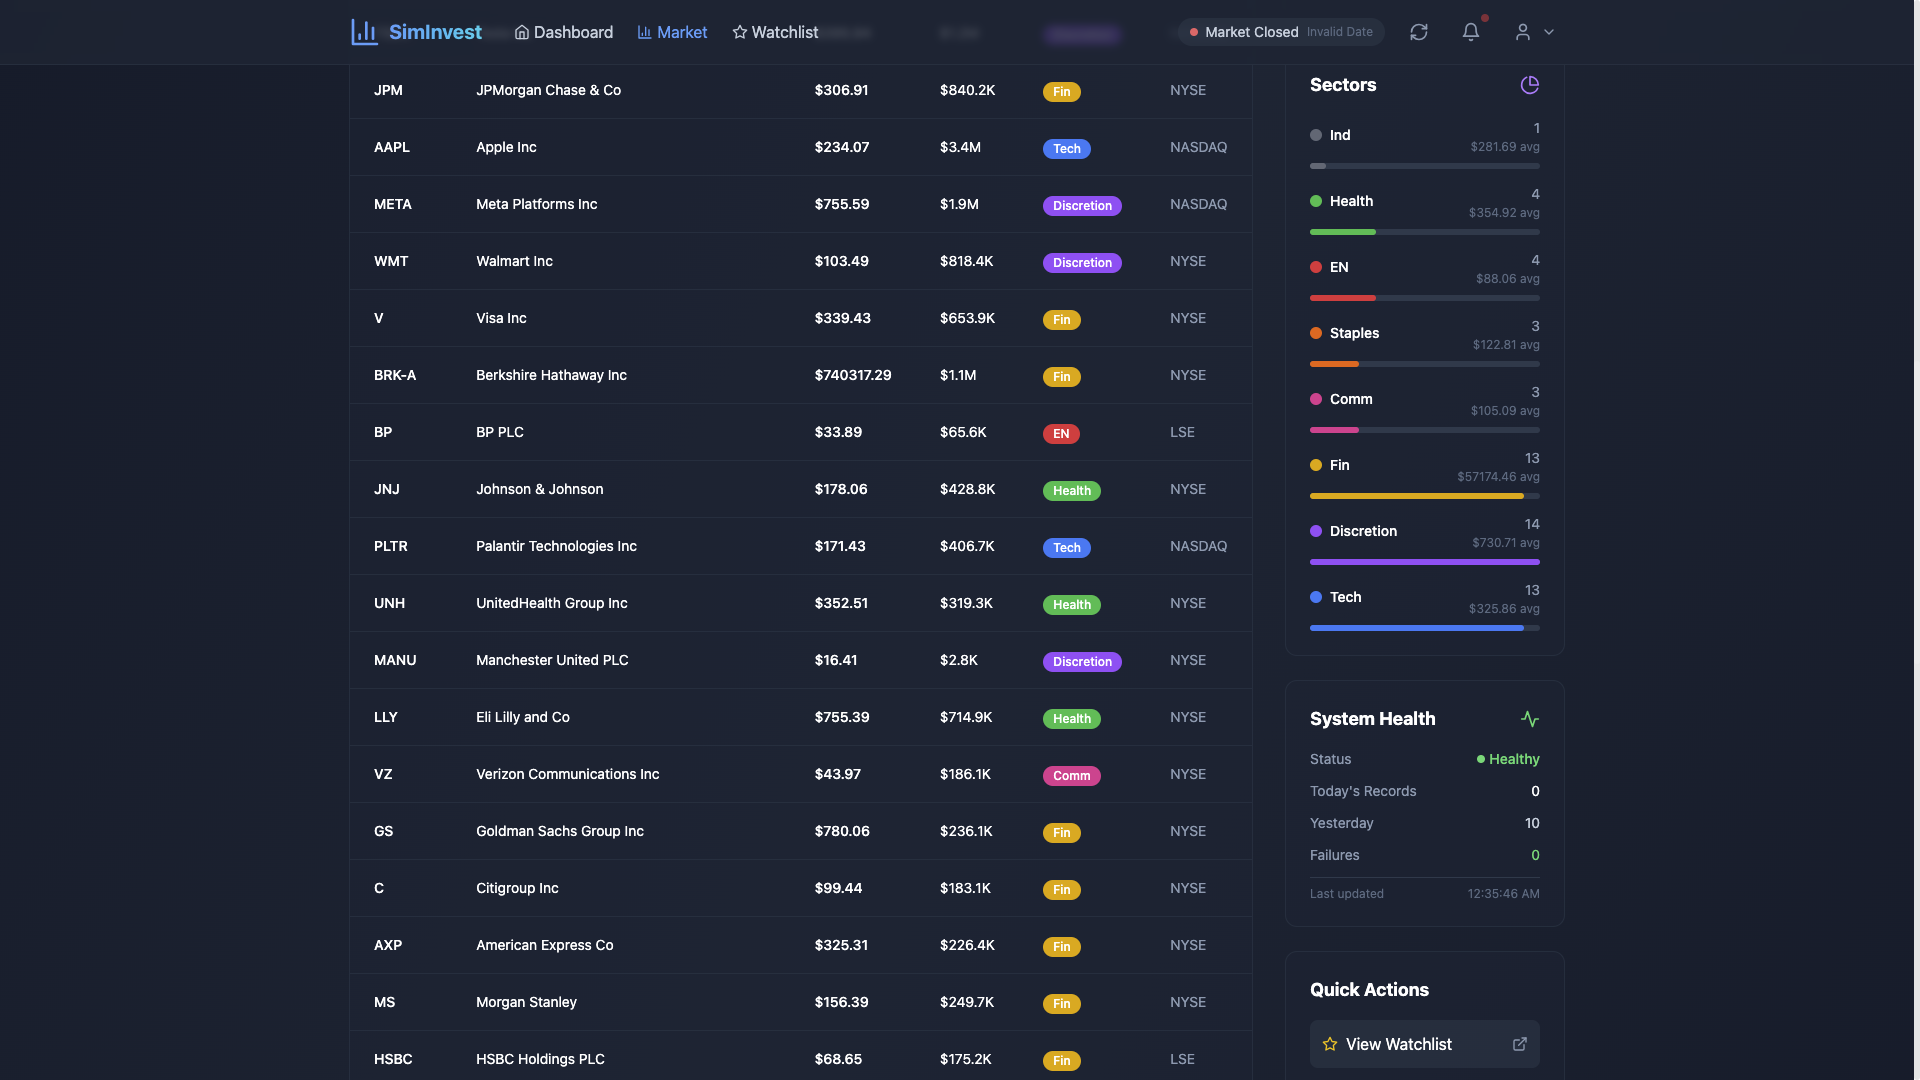 SimInvest Dashboard Market Watchlist Market Closed Invalid Date
JPM JPMorgan Chase & Co $306.91 $840.2K Fin NYSE
AAPL Apple Inc $234.07 $3.4M Tech NASDAQ
META Meta Platforms Inc $755.59 $1.9M Discretion NASDAQ
WMT Walmart Inc $103.49 $818.4K Discretion NYSE
V Visa Inc $339.43 $653.9K Fin NYSE
BRK-A Berkshire Hathaway Inc $740317.29 $1.1M Fin NYSE
BP BP PLC $33.89 $65.6K EN LSE
JNJ Johnson & Johnson $178.06 $428.8K Health NYSE
PLTR Palantir Technologies Inc $171.43 $406.7K Tech NASDAQ
UNH UnitedHealth Group Inc $352.51 $319.3K Health NYSE
MANU Manchester United PLC $16.41 $2.8K Discretion NYSE
LLY Eli Lilly and Co $755.39 $714.9K Health NYSE
VZ Verizon Communications Inc $43.97 $186.1K Comm NYSE
GS Goldman Sachs Group Inc $780.06 $236.1K Fin NYSE
C Citigroup Inc $99.44 $183.1K Fin NYSE
AXP American Express Co $325.31 $226.4K Fin NYSE
MS Morgan Stanley $156.39 $249.7K Fin NYSE
HSBC HSBC Holdings PLC $68.65 $175.2K Fin LSE
Sectors
Ind 1
$281.69 avg
Health 4
$354.92 avg
EN 4
$88.06 avg
Staples 3
$122.81 avg
Comm 3
$105.09 avg
Fin 13
$57174.46 avg
Discretion 14
$730.71 avg
Tech 13
$325.86 avg
System Health
Status Healthy
Today's Records 0
Yesterday 10
Failures 0
Last updated 12:35:46 AM
Quick Actions
View Watchlist